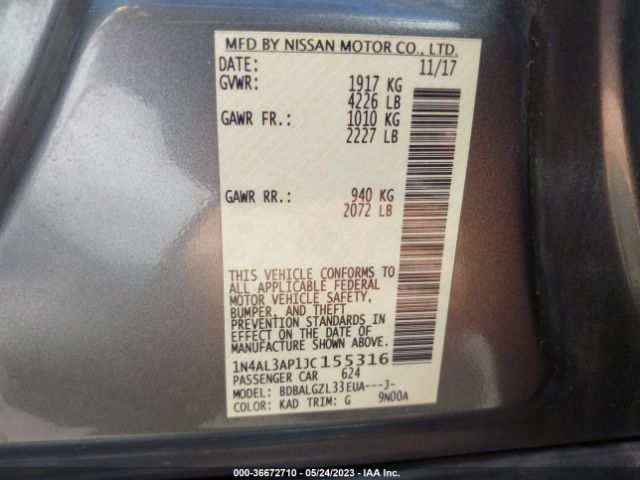 MFD BY NISSAN MOTOR CO., LTD.
DATE: 11/17
GVWR: 1917 KG
4226 LB
GAWR FR.: 1010 KG
2227 LB
GAWR RR.: 940 KG
2072 LB
THIS VEHICLE CONFORMS TO
ALL APPLICABLE FEDERAL
MOTOR VEHICLE SAFETY,
BUMPER, AND THEFT
PREVENTION STANDARDS IN
EFFECT ON THE DATE OF
MANUFACTURE SHOWN ABOVE.
1N4AL3AP1JC155316
PASSENGER CAR 624
MODEL: BDBALGZL33EUA---J-
COLOR: KAD TRIM: G 9N00A
000-36672710 - 05/24/2023 - IAA Inc.